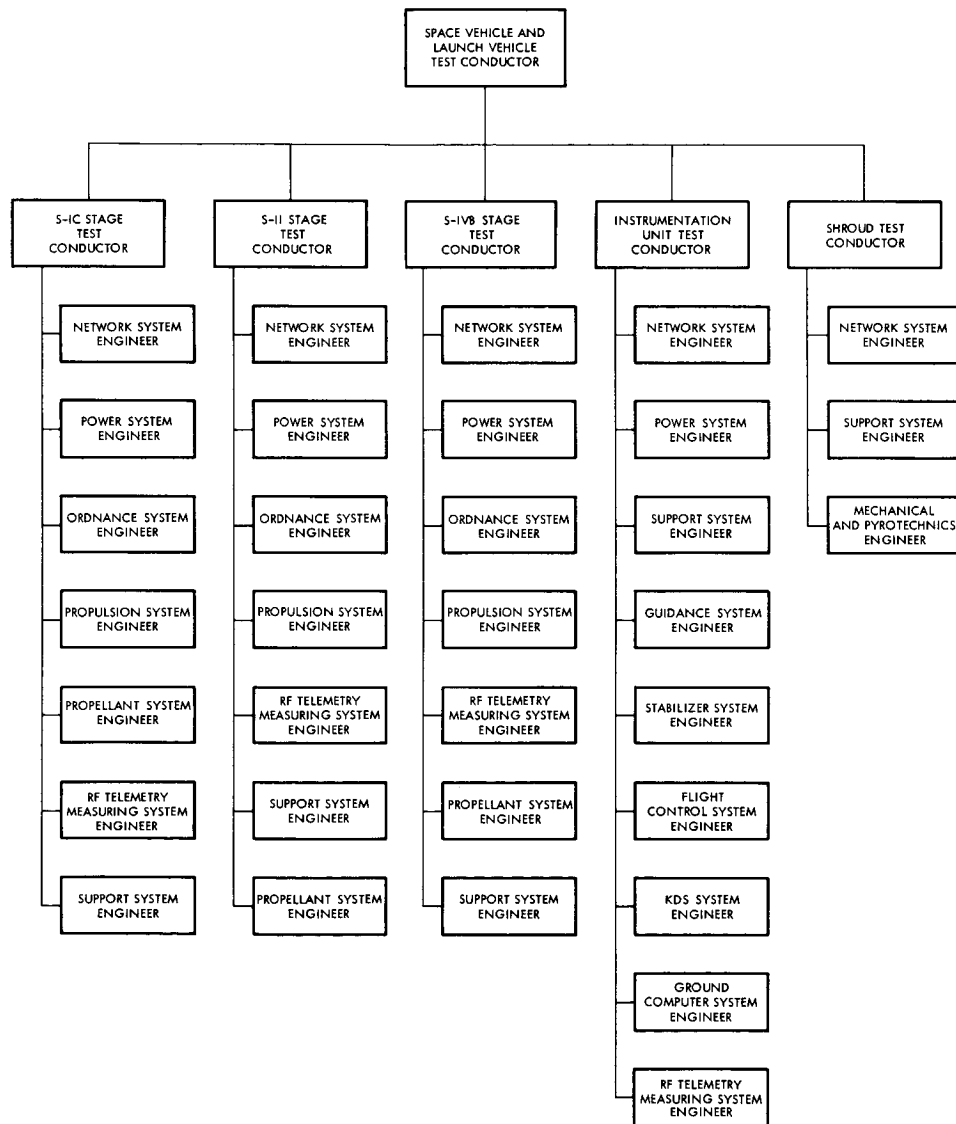 SPACE VEHICLE AND
LAUNCH VEHICLE
TEST CONDUCTOR
S-IC STAGE
TEST
CONDUCTOR
S-II STAGE
TEST
CONDUCTOR
S-IVB STAGE
TEST
CONDUCTOR
INSTRUMENTATION
UNIT TEST
CONDUCTOR
SHROUD TEST
CONDUCTOR
NETWORK SYSTEM
ENGINEER
POWER SYSTEM
ENGINEER
ORDNANCE SYSTEM
ENGINEER
PROPULSION SYSTEM
ENGINEER
PROPELLANT SYSTEM
ENGINEER
RF TELEMETRY
MEASURING SYSTEM
ENGINEER
SUPPORT SYSTEM
ENGINEER
NETWORK SYSTEM
ENGINEER
POWER SYSTEM
ENGINEER
ORDNANCE SYSTEM
ENGINEER
PROPULSION SYSTEM
ENGINEER
RF TELEMETRY
MEASURING SYSTEM
ENGINEER
SUPPORT SYSTEM
ENGINEER
PROPELLANT SYSTEM
ENGINEER
NETWORK SYSTEM
ENGINEER
POWER SYSTEM
ENGINEER
ORDNANCE SYSTEM
ENGINEER
PROPULSION SYSTEM
ENGINEER
RF TELEMETRY
MEASURING SYSTEM
ENGINEER
PROPELLANT SYSTEM
ENGINEER
SUPPORT SYSTEM
ENGINEER
NETWORK SYSTEM
ENGINEER
POWER SYSTEM
ENGINEER
SUPPORT SYSTEM
ENGINEER
GUIDANCE SYSTEM
ENGINEER
STABILIZER SYSTEM
ENGINEER
FLIGHT
CONTROL SYSTEM
ENGINEER
KDS SYSTEM
ENGINEER
GROUND
COMPUTER SYSTEM
ENGINEER
RF TELEMETRY
MEASURING SYSTEM
ENGINEER
NETWORK SYSTEM
ENGINEER
SUPPORT SYSTEM
ENGINEER
MECHANICAL
AND PYROTECHNICS
ENGINEER